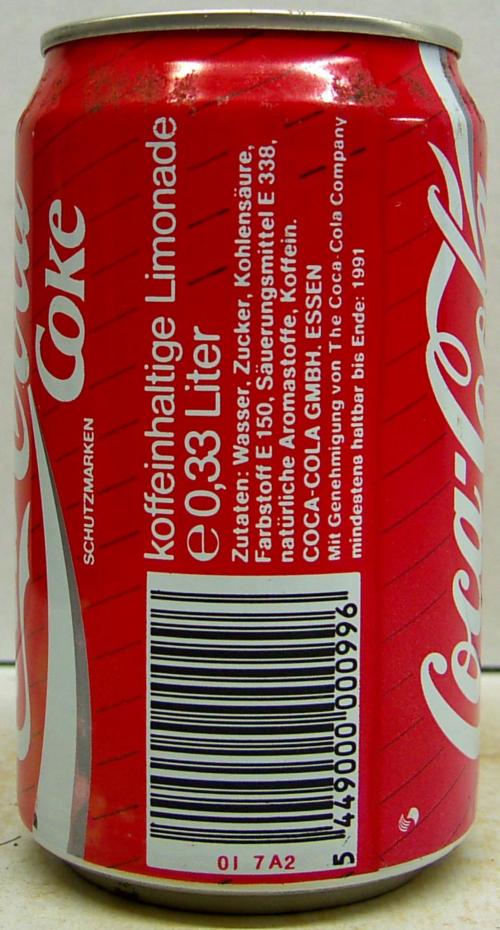 Coke
SCHUTZMARKEN
koffeinhaltige Limonade
e 0,33 Liter
Zutaten: Wasser, Zucker, Kohlensäure,
Farbstoff E 150, Säuerungsmittel E 338,
natürliche Aromastoffe, Koffein.
COCA-COLA GMBH, ESSEN
Mit Genehmigung von The Coca-Cola Company
mindestens haltbar bis Ende: 1991
5 449000 000996
01 7A2
Coca-Cola